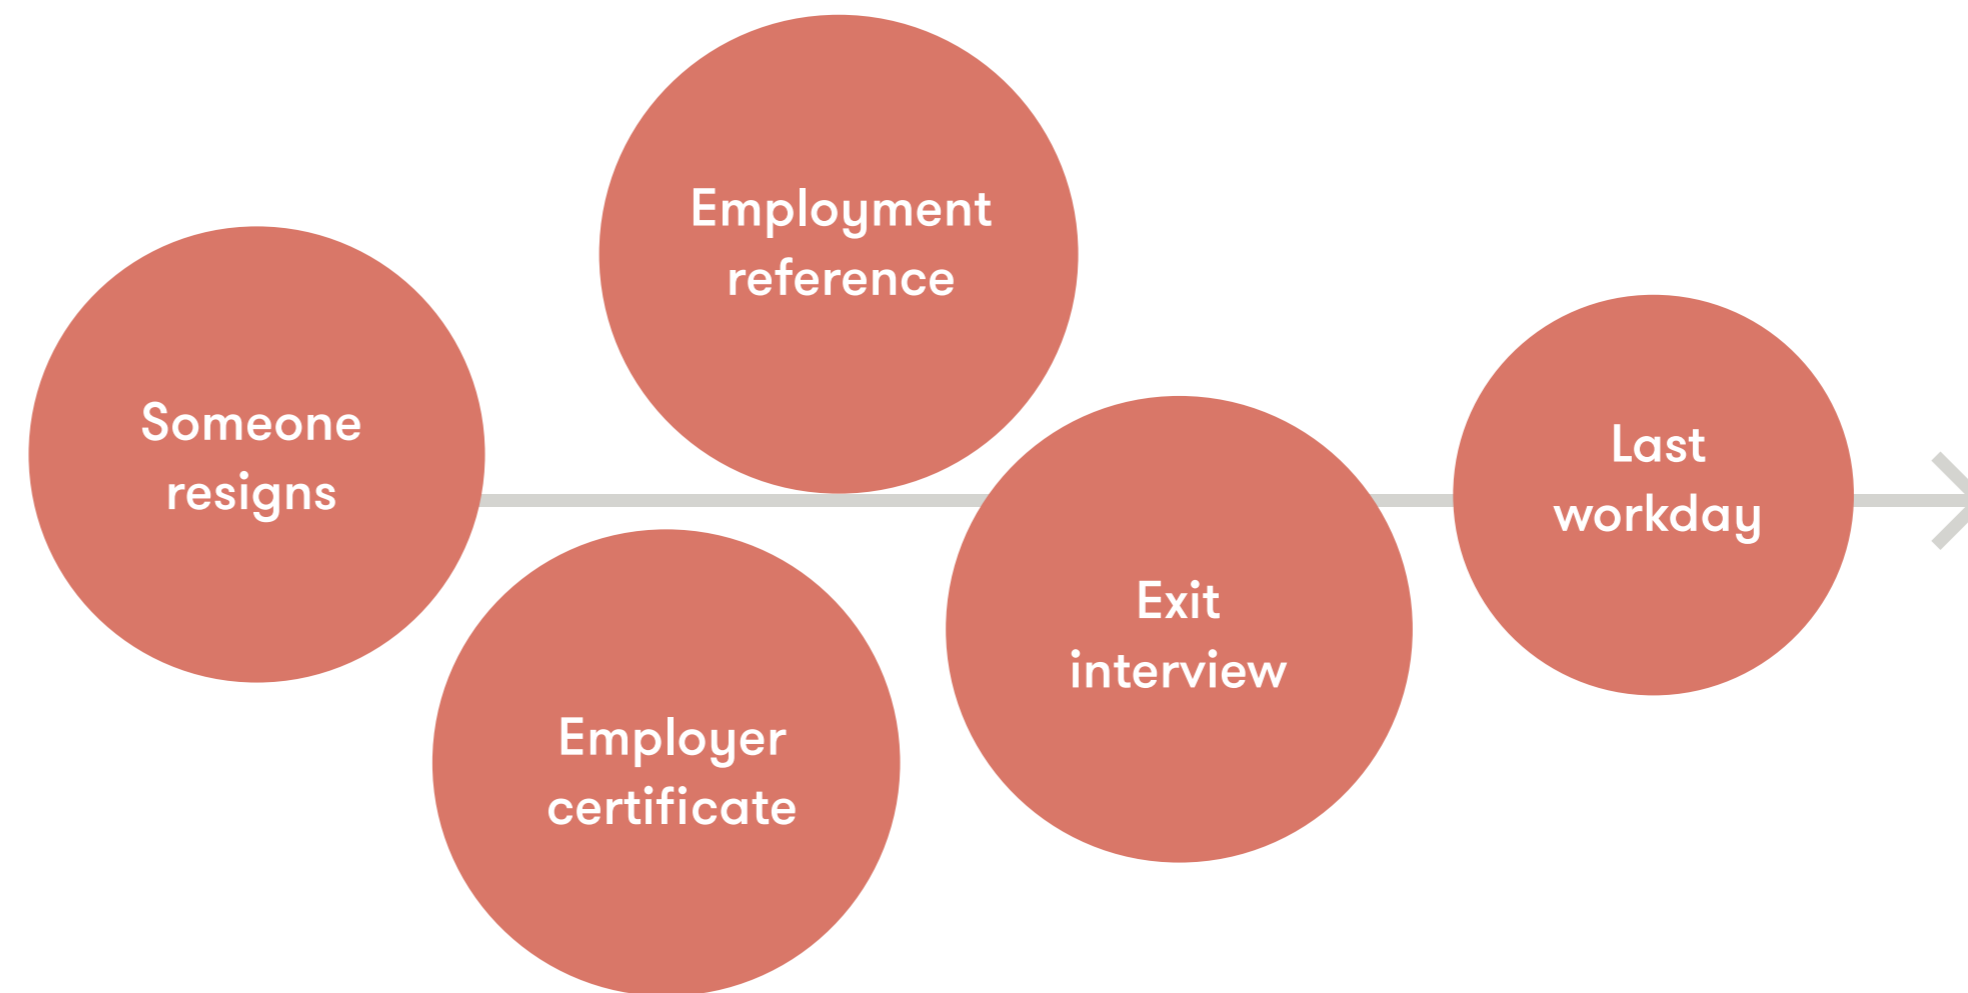 Someone
resigns
Employer
certificate
Employment
reference
Exit
interview
Last
workday